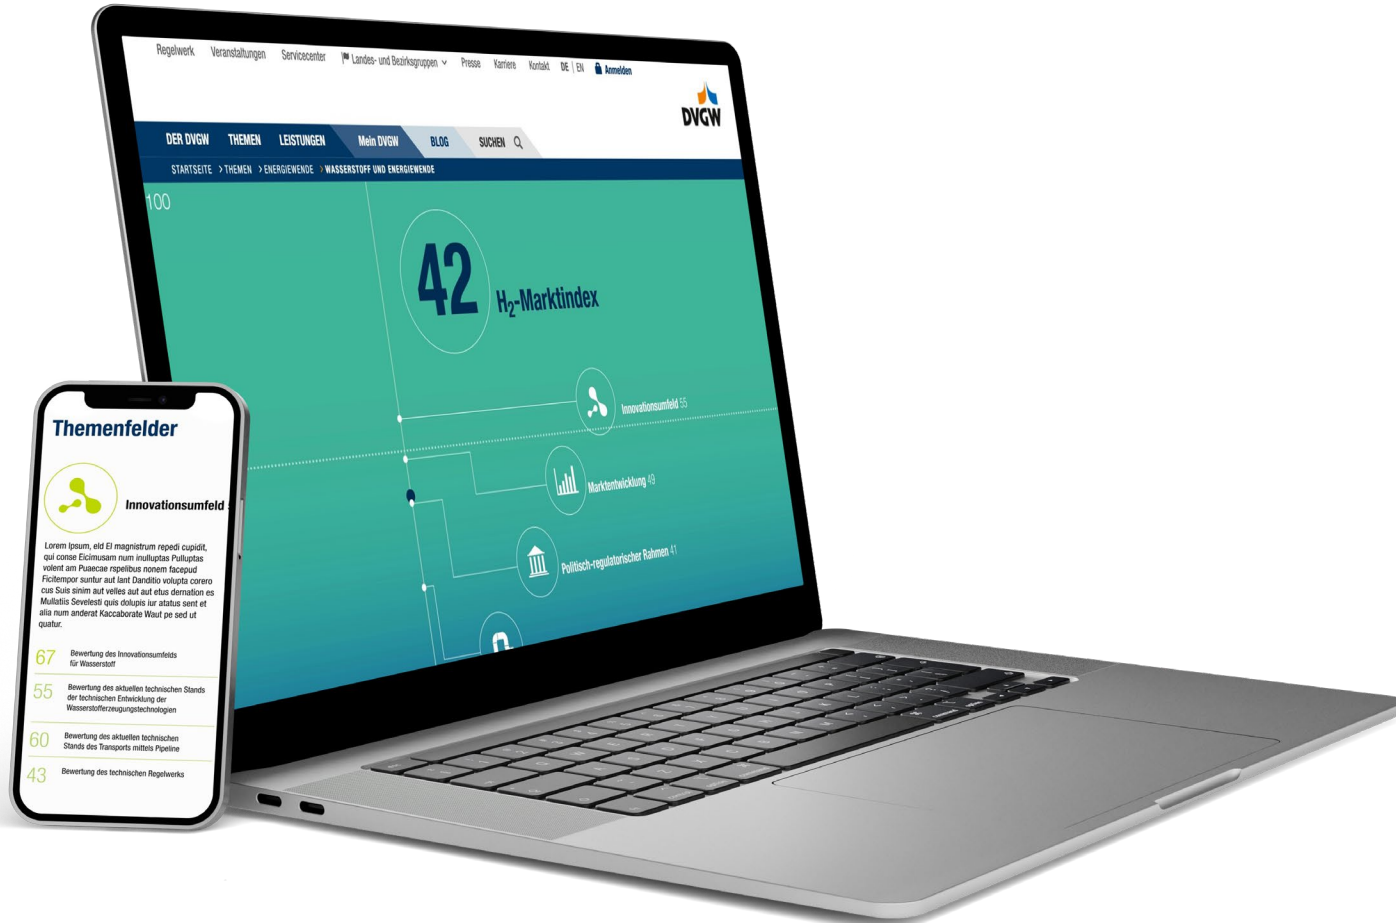 Regelwerk Veranstaltungen Servicecenter Landes- und Bezirksgruppen Presse Karriere Kontakt DE | EN Anmelden
DVGW
DER DVGW THEMEN LEISTUNGEN Mein DVGW BLOG SUCHEN
STARTSEITE > THEMEN > ENERGIEWENDE > WASSERSTOFF UND ENERGIEWENDE
100
42
H₂-Marktindex
Innovationsumfeld 55
Marktentwicklung 49
Politisch-regulatorischer Rahmen 41
Themenfelder
Innovationsumfeld
Lorem Ipsum, eld El magnistrum repedi cupidit,
qui conse Eicimusam num inulluptas Pulluptas
volent am Puaecae rspelibus nonem facepud
Ficitempor suntur aut lant Danditio volupta corero
cus Suis sinim aut velles aut aut etus dernation es
Mullatiis Sevelesti quis dolupis iur atatus sent et
alia num anderat Kaccaborate Waut pe sed ut
quatur.
67 Bewertung des Innovationsumfelds
für Wasserstoff
55 Bewertung des aktuellen technischen Stands
der technischen Entwicklung der
Wasserstofferzeugungstechnologien
60 Bewertung des aktuellen technischen
Stands des Transports mittels Pipeline
43 Bewertung des technischen Regelwerks